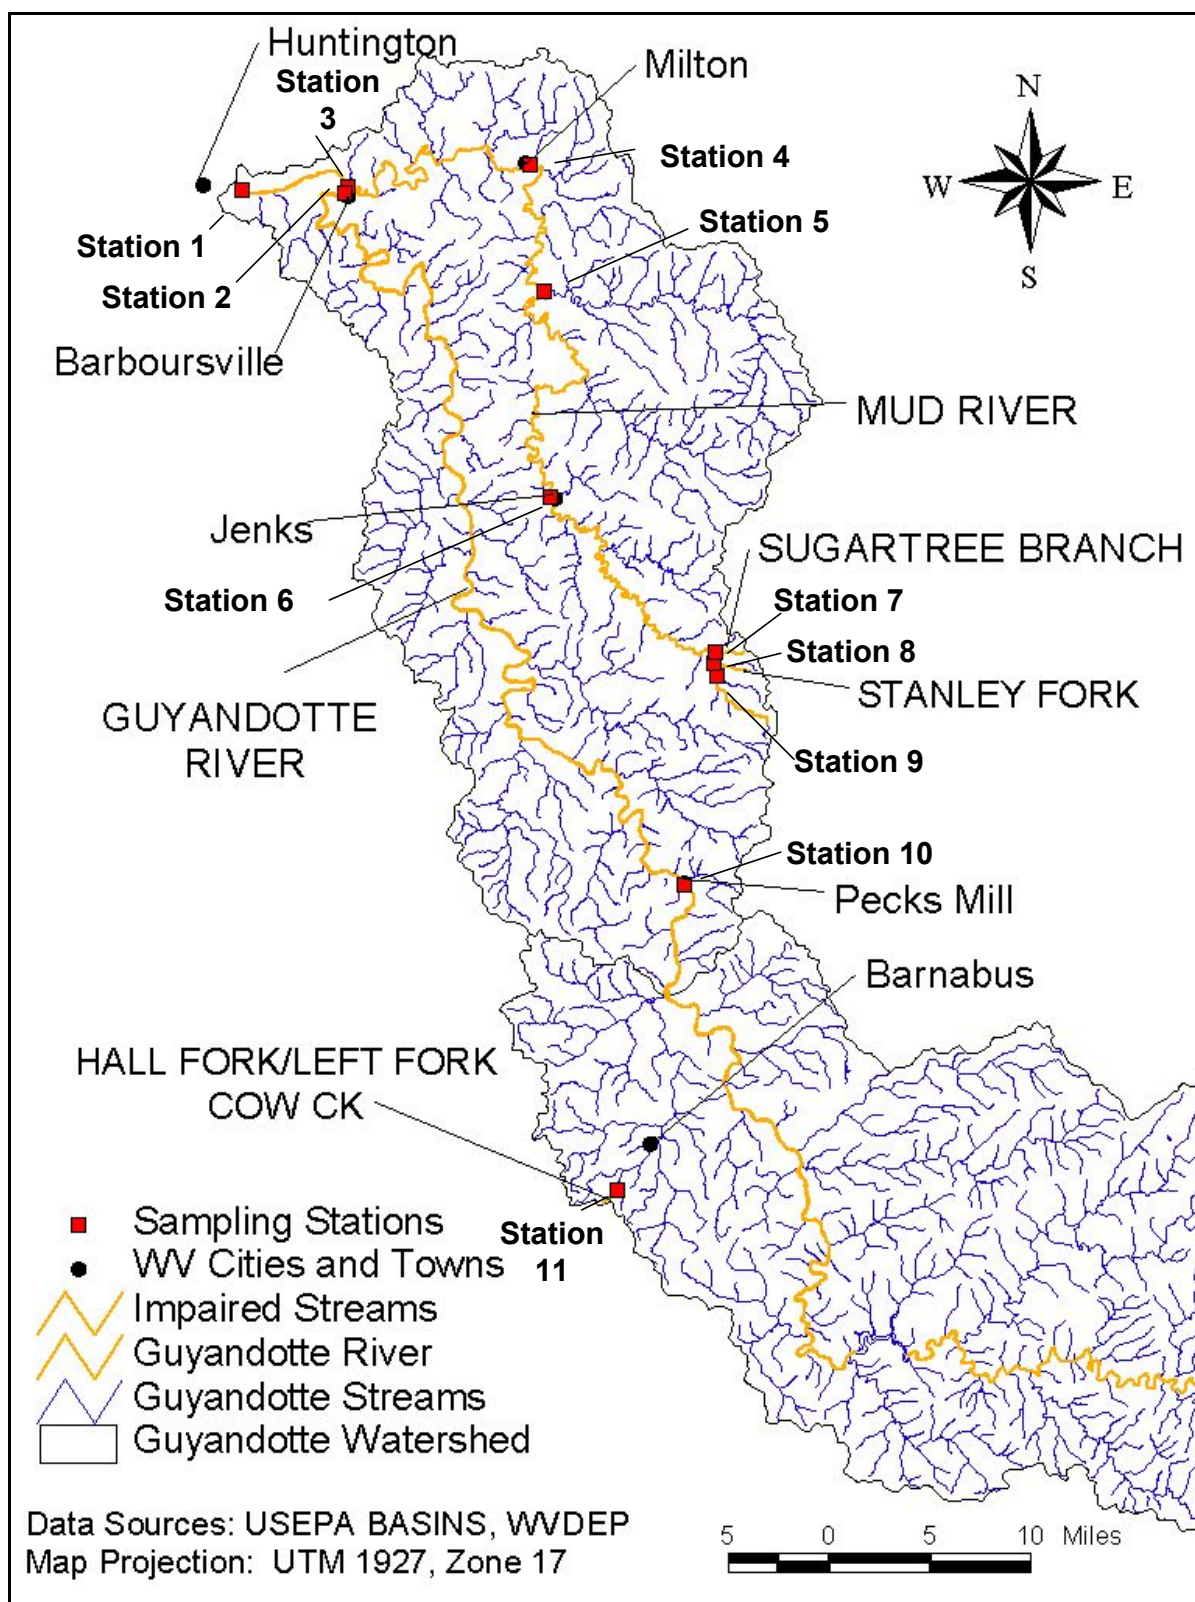 Huntington
Station
3
Milton
N
Station 4
W
E
Station 5
Station 1
S
Station 2
Barboursville
MUD RIVER
Jenks
SUGARTREE BRANCH
Station 6
Station 7
Station 8
STANLEY FORK
GUYANDOTTE
RIVER
Station 9
Station 10
Pecks Mill
Barnabus
HALL FORK/LEFT FORK
COW CK
Station
11
Sampling Stations
WV Cities and Towns
Impaired Streams
Guyandotte River
Guyandotte Streams
Guyandotte Watershed
Data Sources: USEPA BASINS, WVDEP
Map Projection: UTM 1927, Zone 17
5 0 5 10 Miles